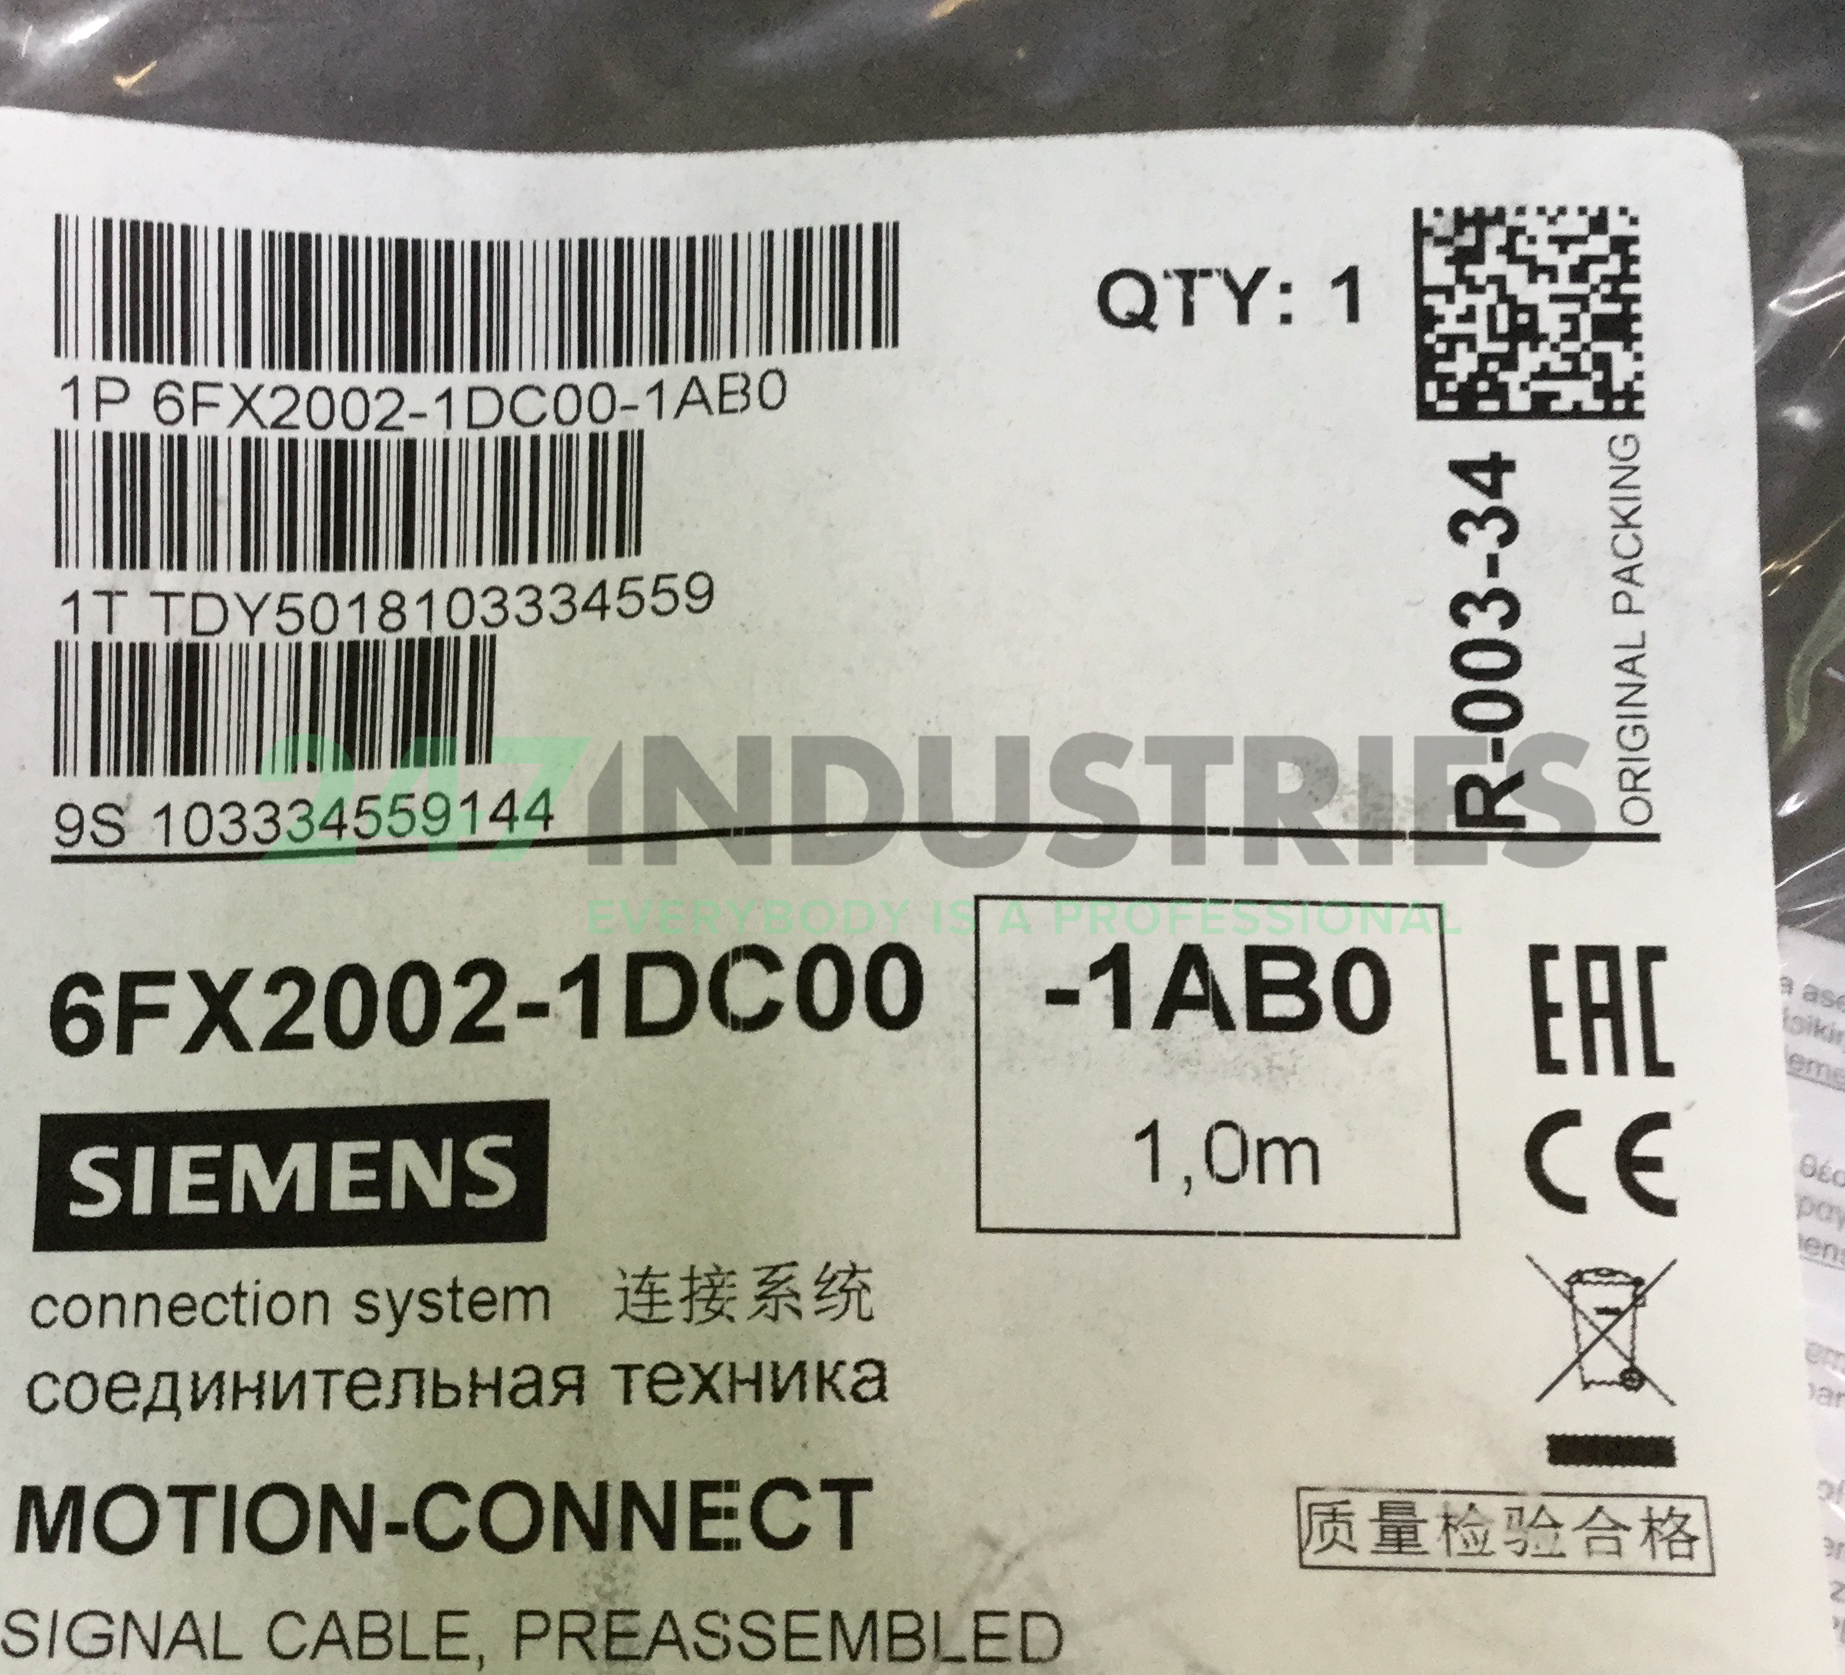 1P 6FX2002-1DC00-1AB0
QTY: 1
1T TDY5018103334559
9S 103334559144
R-003-34
ORIGINAL PACKING
247INDUSTRIES
EVERYBODY IS A PROFESSIONAL
6FX2002-1DC00
-1AB0
1,0m
EAC
CE
SIEMENS
connection system 连接系统
соединительная техника
MOTION-CONNECT
质量检验合格
SIGNAL CABLE, PREASSEMBLED